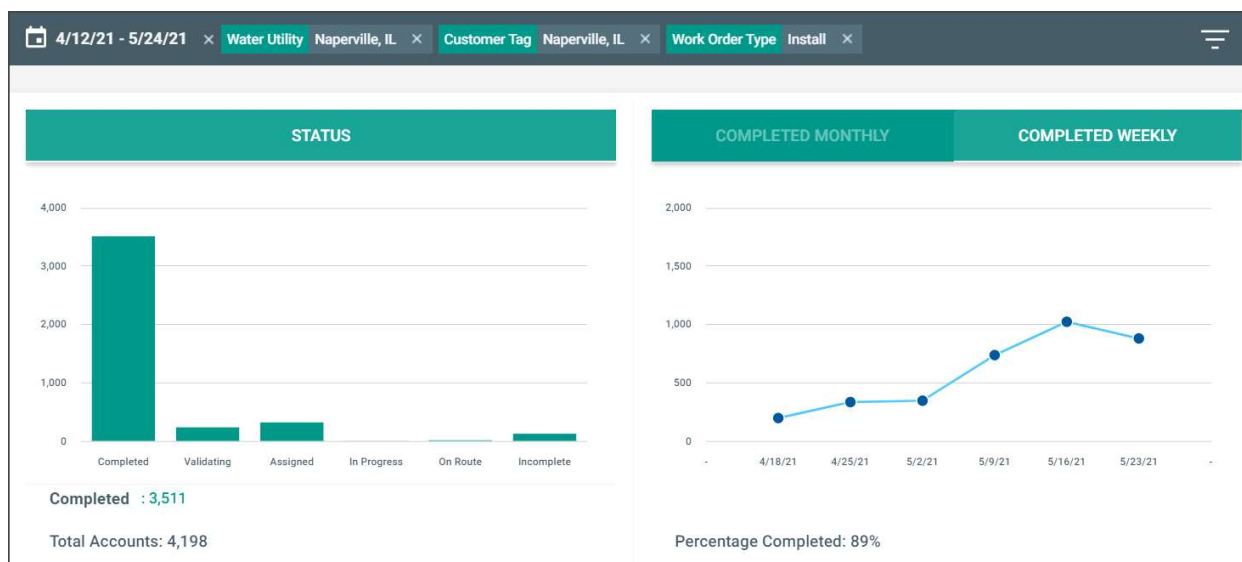 4/12/21 - 5/24/21 × Water Utility Naperville, IL × Customer Tag Naperville, IL × Work Order Type Install ×
STATUS
4,000
3,000
2,000
1,000
0
Completed Validating Assigned In Progress On Route Incomplete
Completed : 3,511
Total Accounts: 4,198
COMPLETED MONTHLY COMPLETED WEEKLY
2,000
1,500
1,000
500
0
- 4/18/21 4/25/21 5/2/21 5/9/21 5/16/21 5/23/21 -
Percentage Completed: 89%